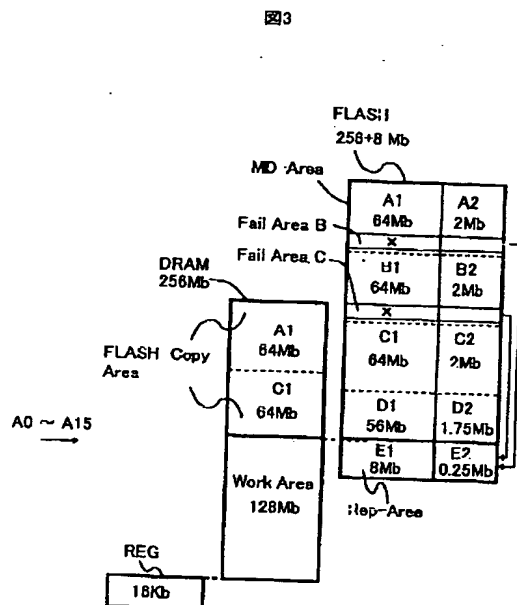 図3
FLASH
256+8 Mb
MD-Area
A1
64Mb
A2
2Mb
Fail Area B
×
B1
64Mb
B2
2Mb
Fail Area C
×
C1
64Mb
C2
2Mb
D1
56Mb
D2
1.75Mb
E1
8Mb
E2
0.25Mb
Rep-Area
DRAM
256Mb
FLASH Copy
Area
A1
64Mb
C1
64Mb
Work Area
128Mb
A0 ～ A15
REG
18Kb